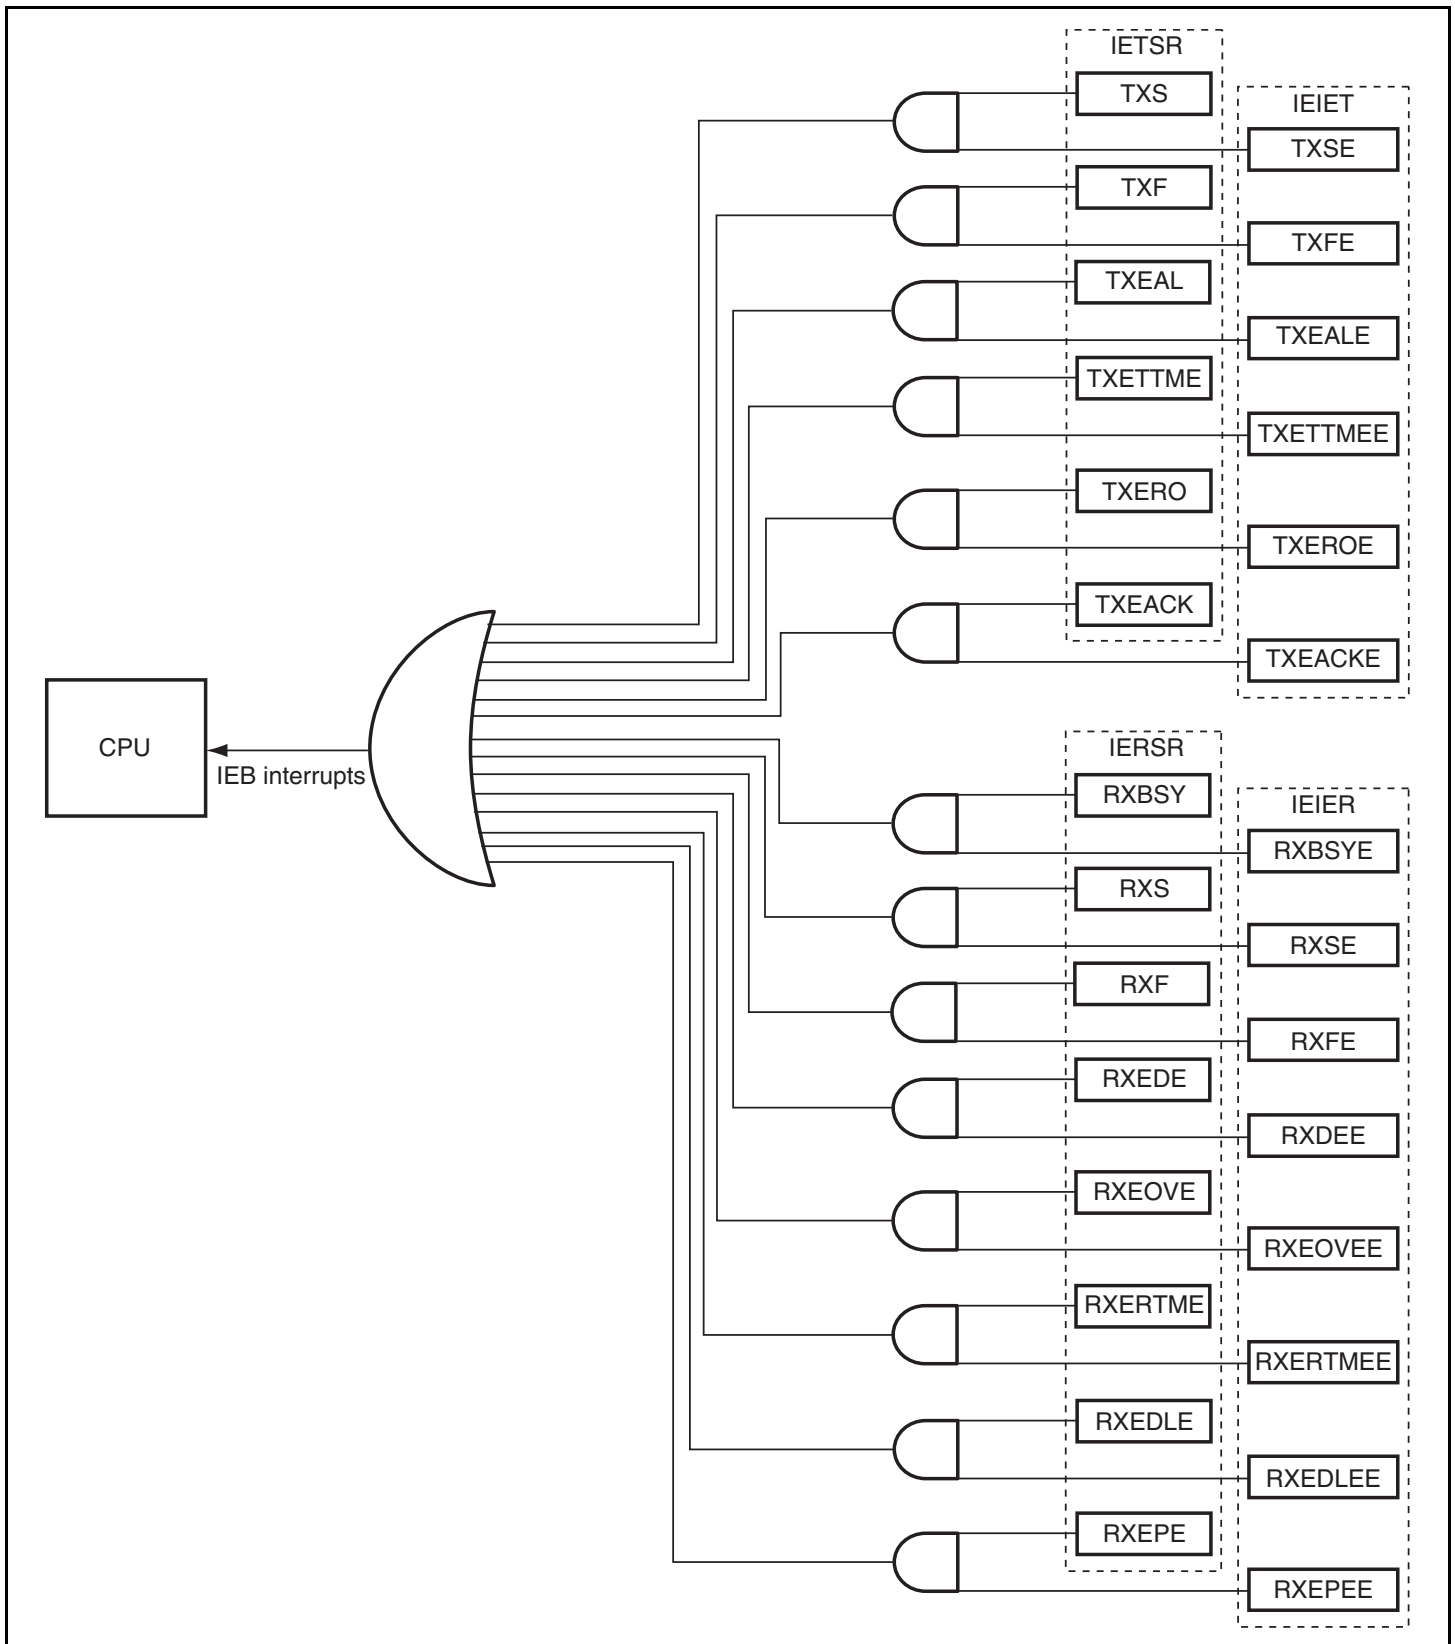 IETSR
TXS
IEIET
TXSE
TXF
TXFE
TXEAL
TXEALE
TXETTME
TXETTMEE
TXERO
TXEROE
TXEACK
TXEACKE
CPU
IEB interrupts
IERSR
RXBSY
IEIER
RXBSYE
RXS
RXSE
RXF
RXFE
RXEDE
RXDEE
RXEOVE
RXEOVEE
RXERTME
RXERTMEE
RXEDLE
RXEDLEE
RXEPE
RXEPEE